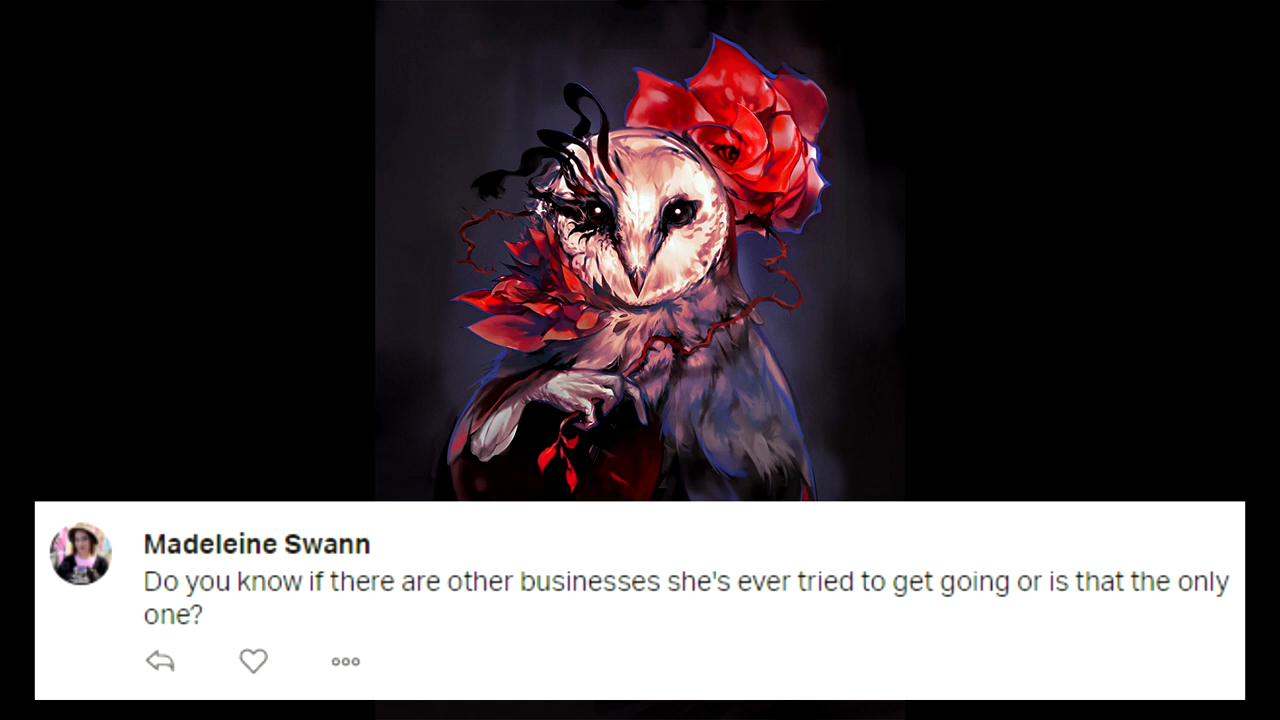 Madeleine Swann
Do you know if there are other businesses she's ever tried to get going or is that the only
one?